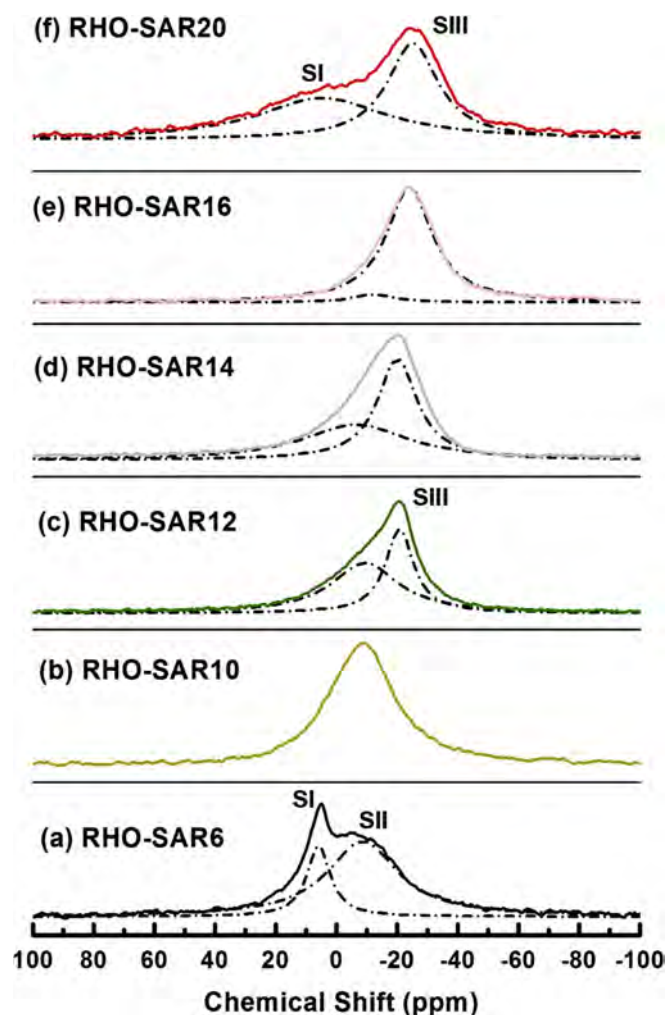 (f) RHO-SAR20
SIII
SI
(e) RHO-SAR16
(d) RHO-SAR14
SIII
(c) RHO-SAR12
(b) RHO-SAR10
SI
SII
(a) RHO-SAR6
100 80 60 40 20 0 -20 -40 -60 -80 -100
Chemical Shift (ppm)